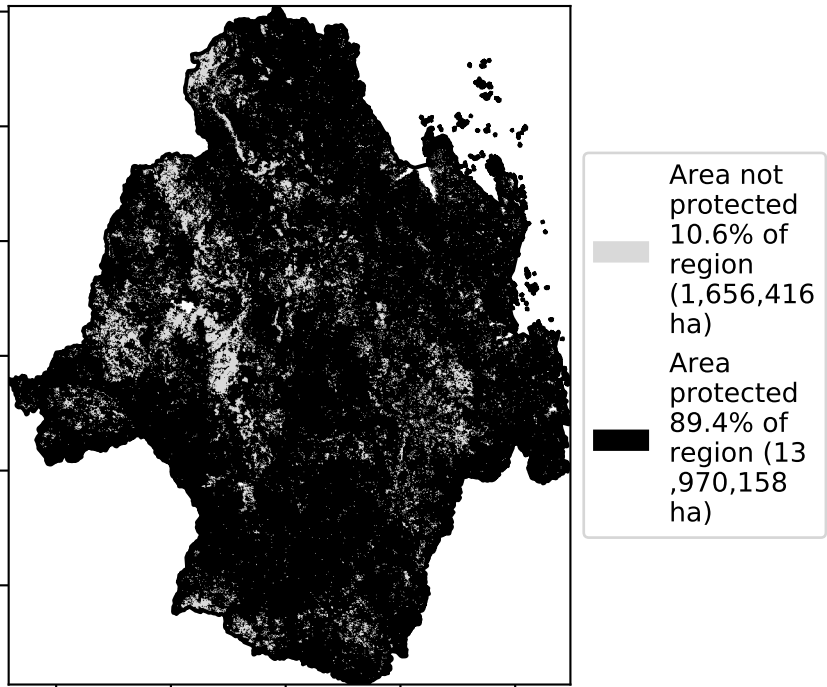 Area not
protected
10.6% of
region
(1,656,416
ha)
Area
protected
89.4% of
region (13
,970,158
ha)